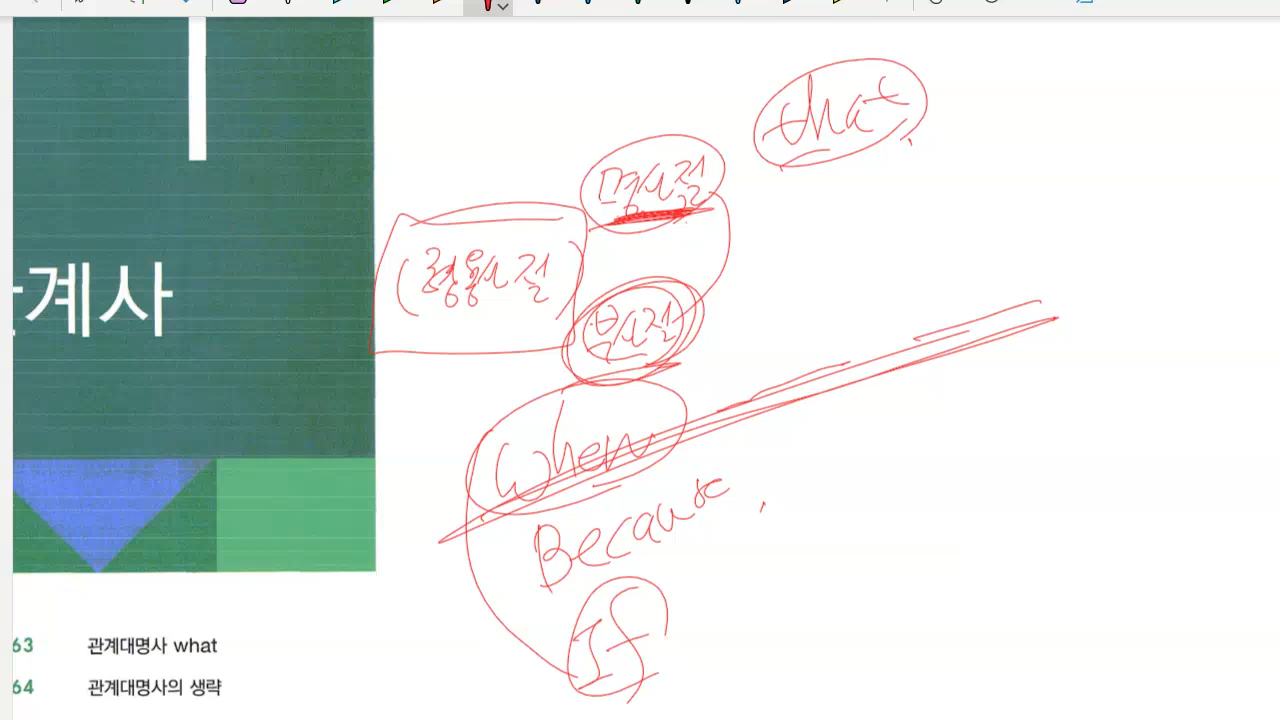 that
명사절
(형용사절
부사절
계사
When
Because
If
63 관계대명사 what
64 관계대명사의 생략